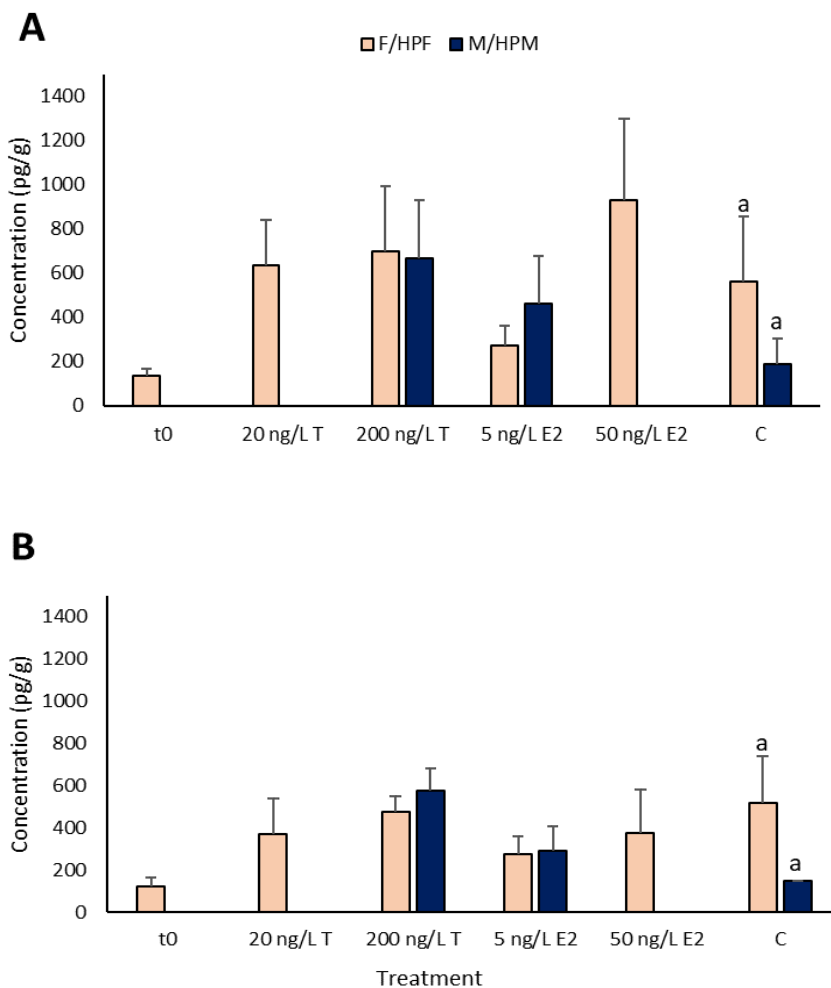 A
F/HPF M/HPM
1400
1200
1000
800
600
400
200
0
Concentration (pg/g)
a
a
t0 20 ng/L T 200 ng/L T 5 ng/L E2 50 ng/L E2 C
B
1400
1200
1000
800
600
400
200
0
Concentration (pg/g)
a
a
t0 20 ng/L T 200 ng/L T 5 ng/L E2 50 ng/L E2 C
Treatment